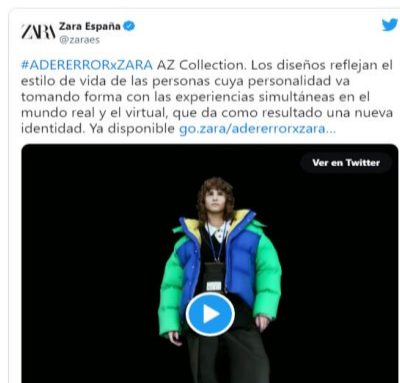 ZARA Zara España
@zaraes
#ADERERRORxZARA AZ Collection. Los diseños reflejan el
estilo de vida de las personas cuya personalidad va
tomando forma con las experiencias simultáneas en el
mundo real y el virtual, que da como resultado una nueva
identidad. Ya disponible go.zara/adererrorxzara...
Ver en Twitter